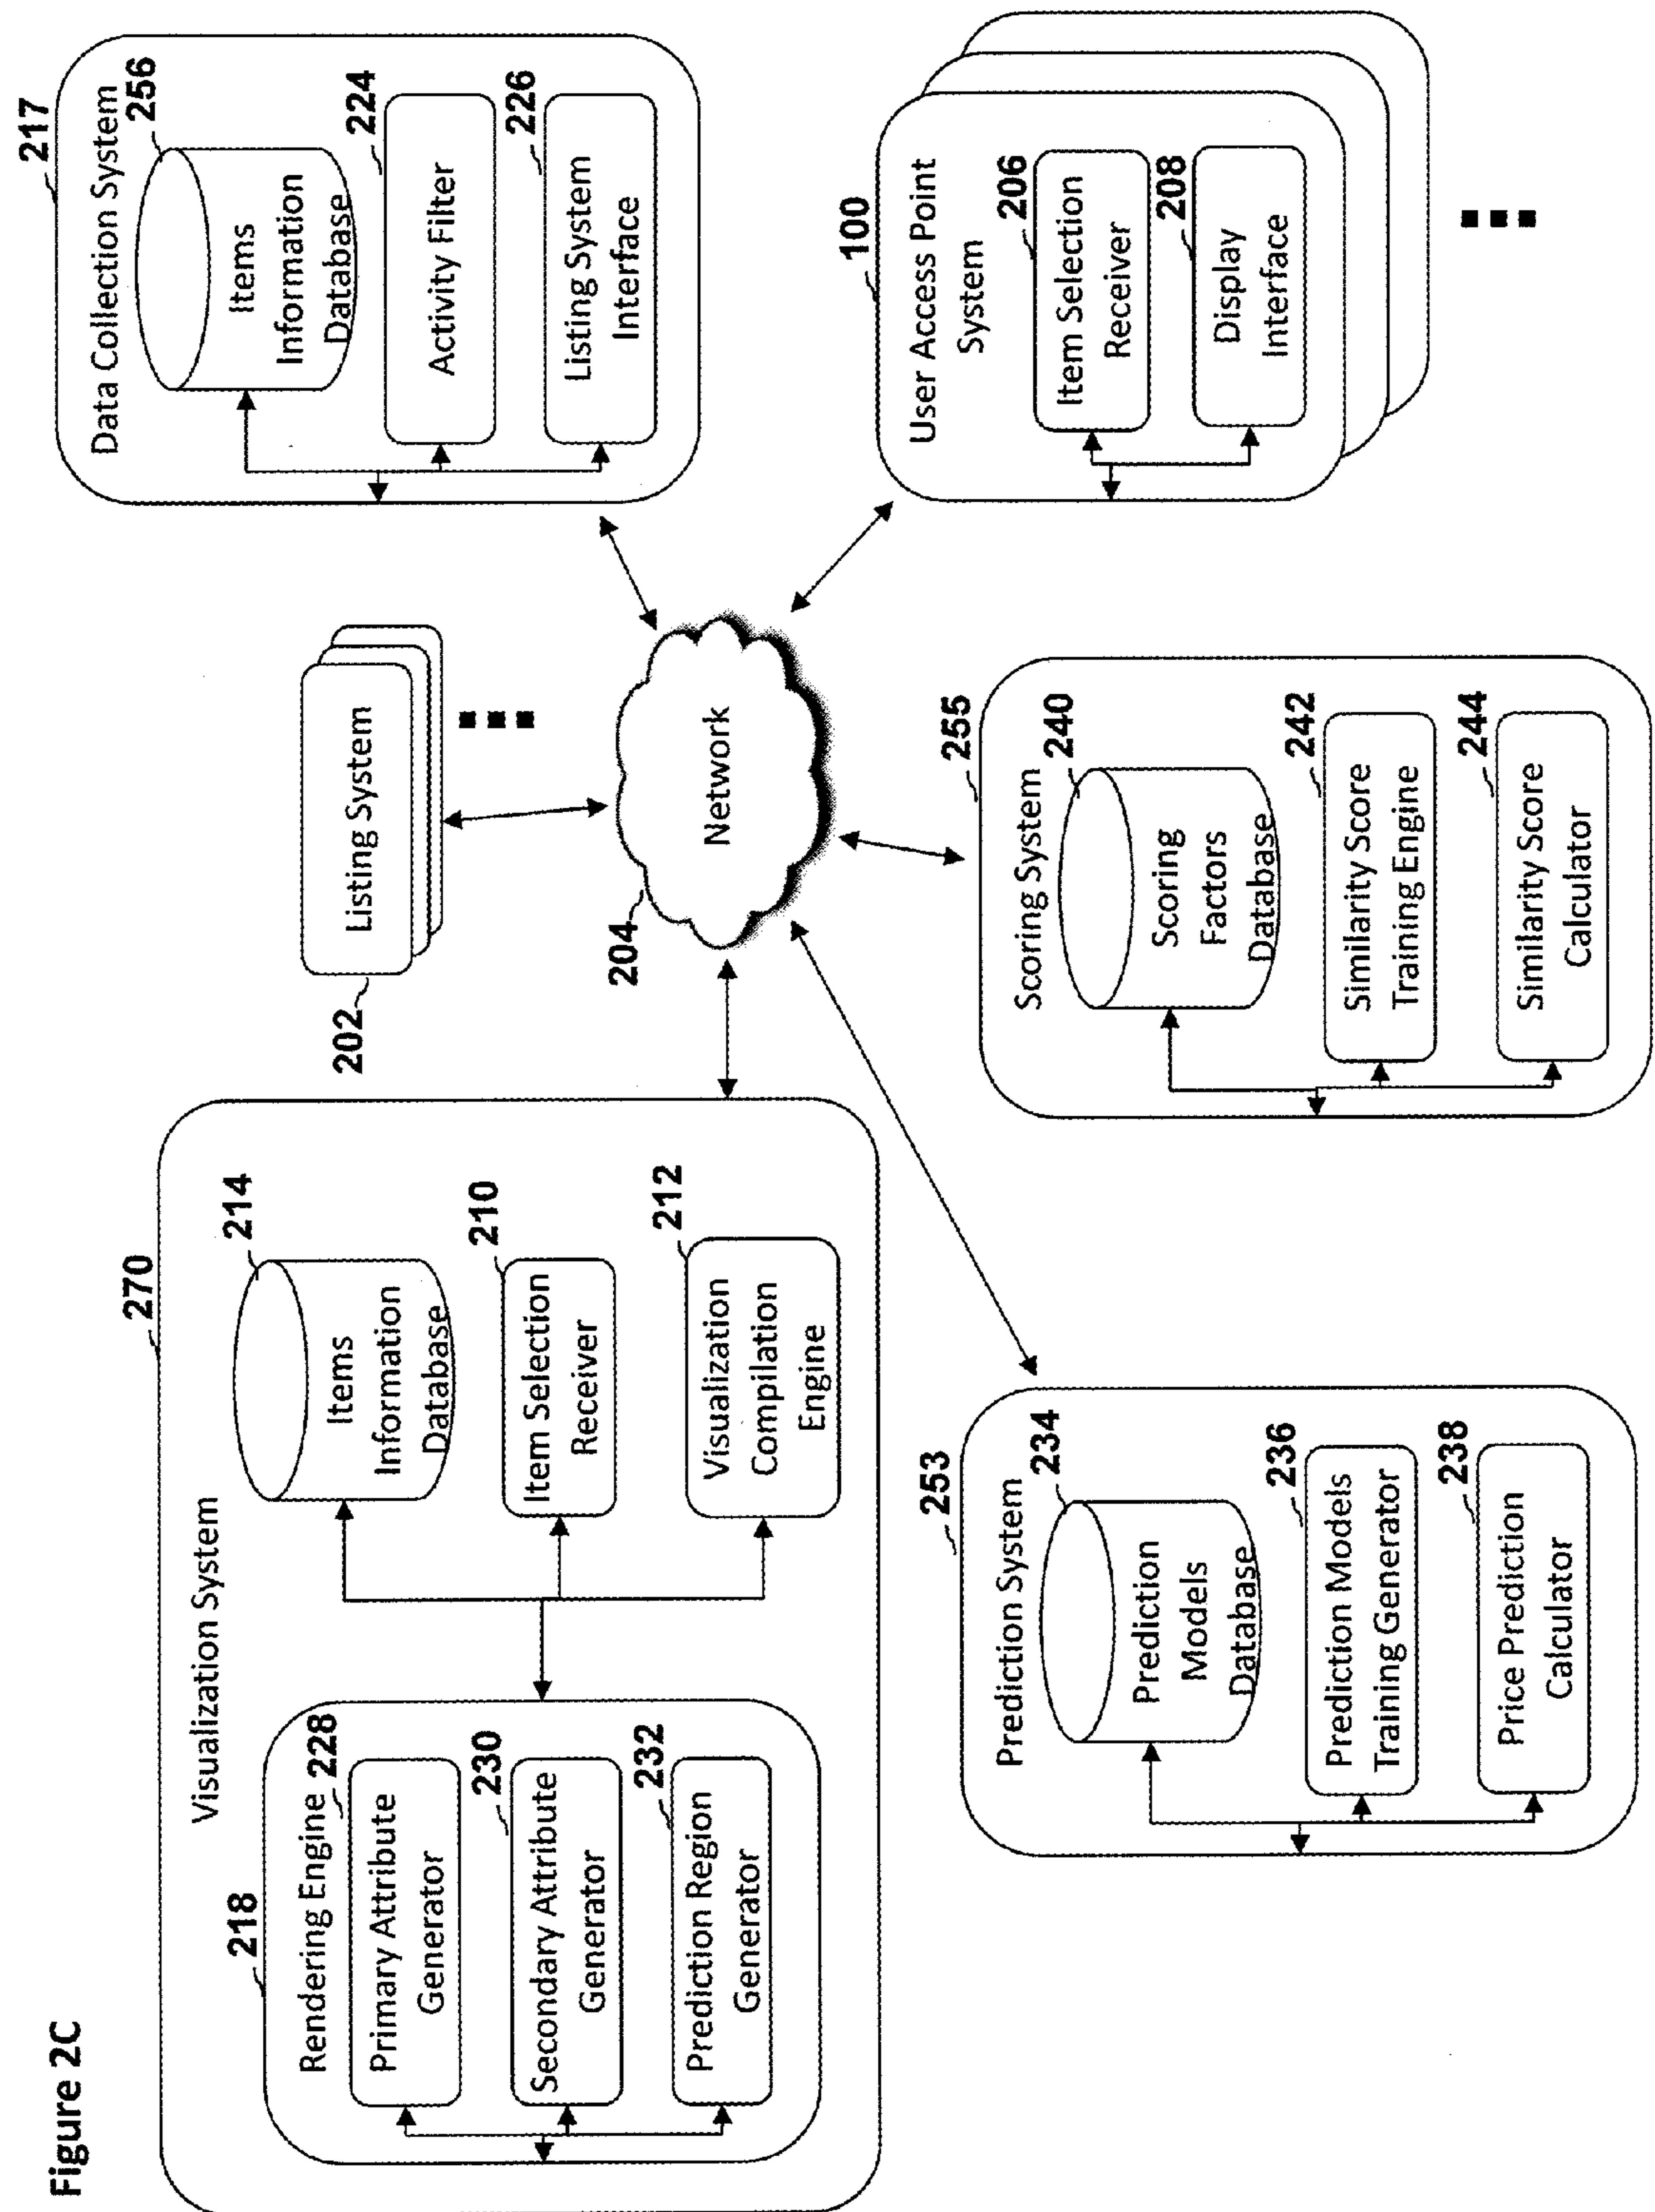 Figure 2C
270
Visualization System
218
Rendering Engine
228
Primary Attribute
Generator
230
Secondary Attribute
Generator
232
Prediction Region
Generator
214
Items
Information
Database
210
Item Selection
Receiver
212
Visualization
Compilation
Engine
202
Listing System
204
Network
217
Data Collection System
256
Items
Information
Database
224
Activity Filter
226
Listing System
Interface
253
Prediction System
234
Prediction
Models
Database
236
Prediction Models
Training Generator
238
Price Prediction
Calculator
255
Scoring System
240
Scoring
Factors
Database
242
Similarity Score
Training Engine
244
Similarity Score
Calculator
100
User Access Point
System
206
Item Selection
Receiver
208
Display
Interface